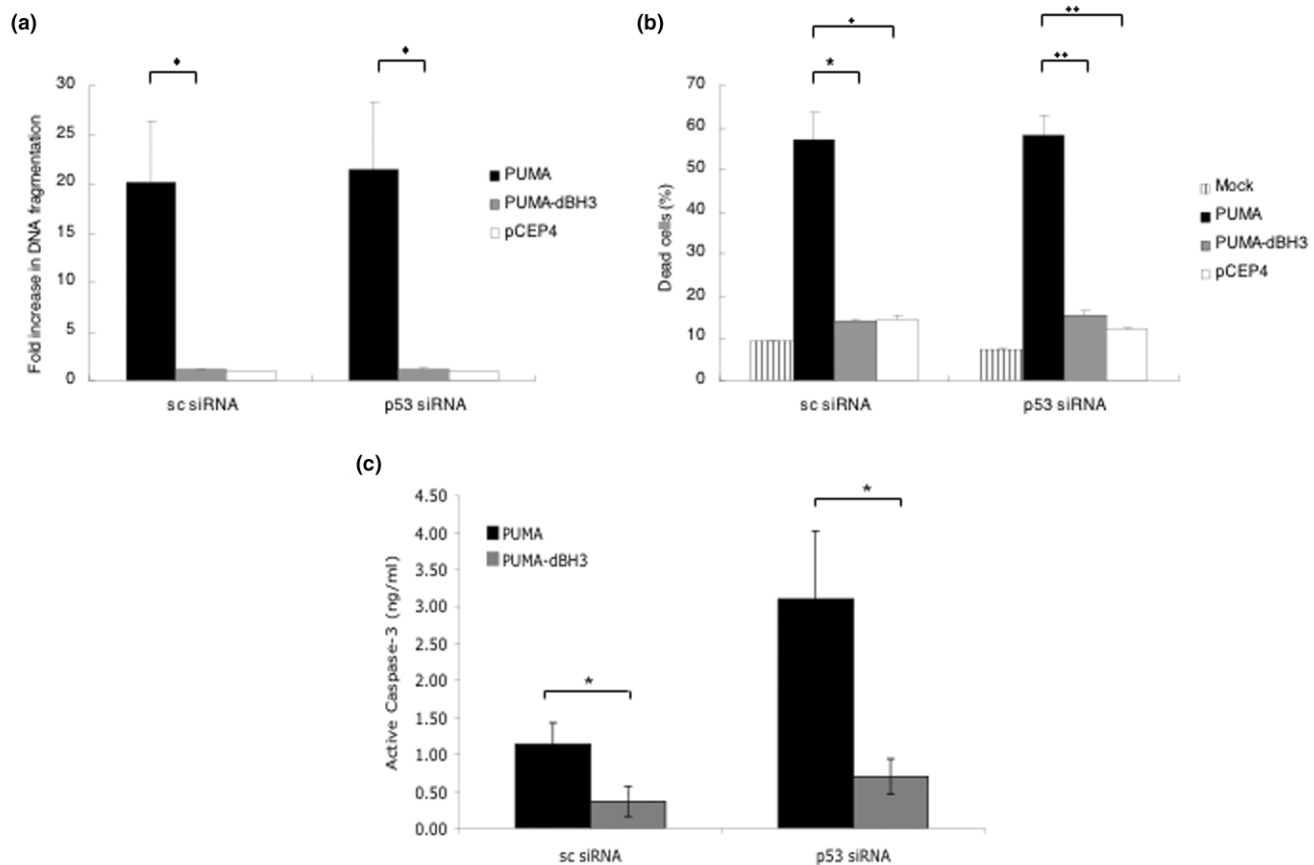 (a)
Fold increase in DNA fragmentation
30
25
20
15
10
5
0
sc siRNA
p53 siRNA
PUMA
PUMA-dBH3
pCEP4
(b)
Dead cells (%)
70
60
50
40
30
20
10
0
sc siRNA
p53 siRNA
*
**
**
Mock
PUMA
PUMA-dBH3
pCEP4
(c)
Active Caspase-3 (ng/ml)
4.50
4.00
3.50
3.00
2.50
2.00
1.50
1.00
0.50
0.00
PUMA
PUMA-dBH3
*
*
sc siRNA
p53 siRNA